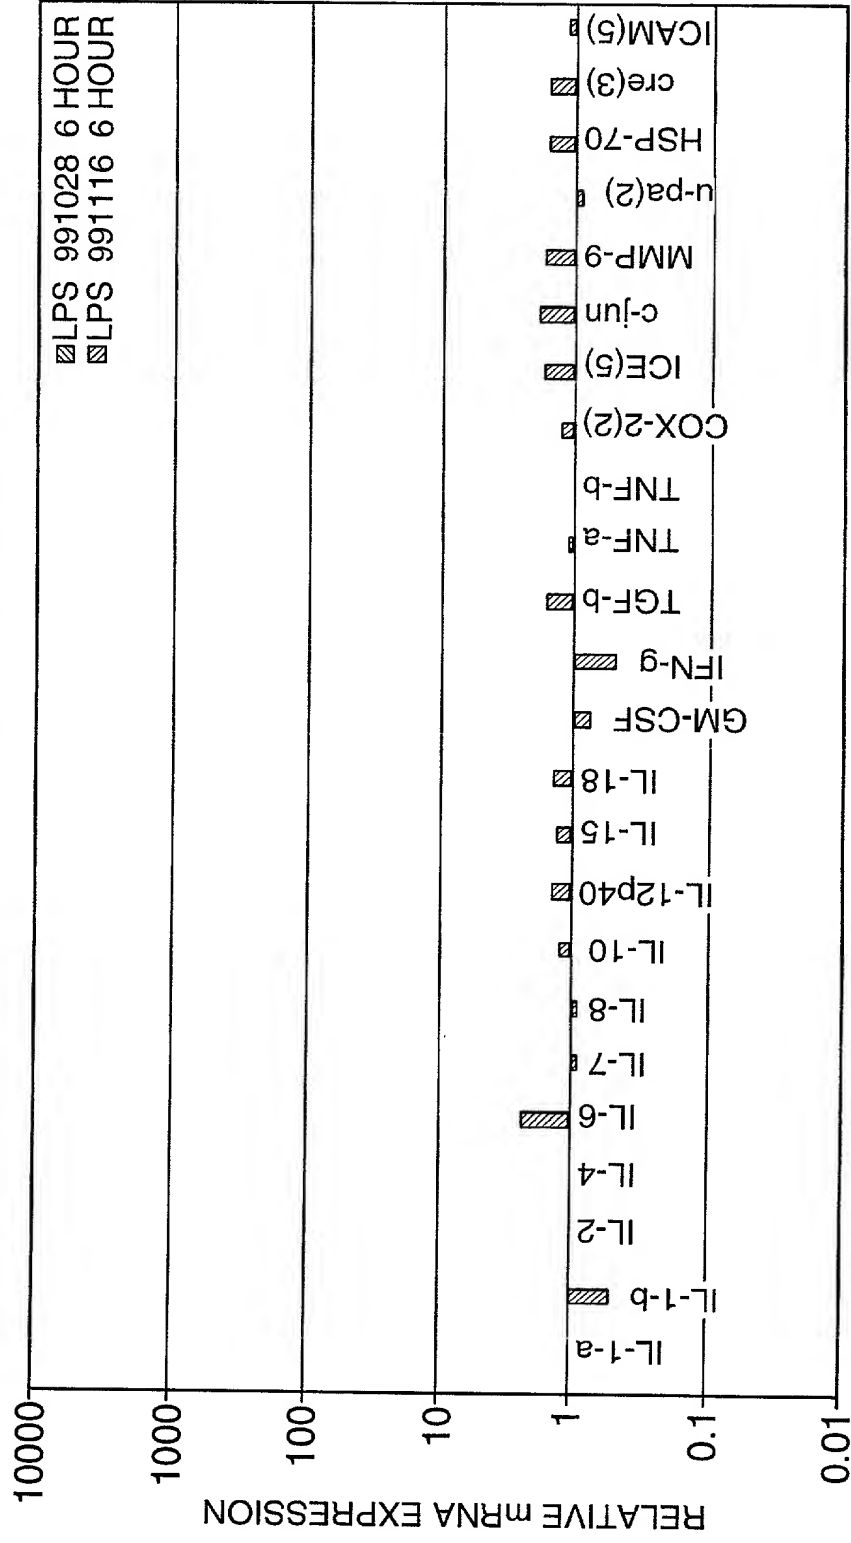 LPS 991028 6 HOUR
LPS 991116 6 HOUR
10000
1000
100
10
1
0.1
0.01
RELATIVE mRNA EXPRESSION
IL-1-a
IL-1-b
IL-2
IL-4
IL-6
IL-7
IL-8
IL-10
IL-12p40
IL-15
IL-18
GM-CSF
IFN-g
TGF-b
TNF-a
TNF-b
COX-2(2)
ICE(5)
c-jun
MMP-9
u-pa(2)
HSP-70
cre(3)
ICAM(5)